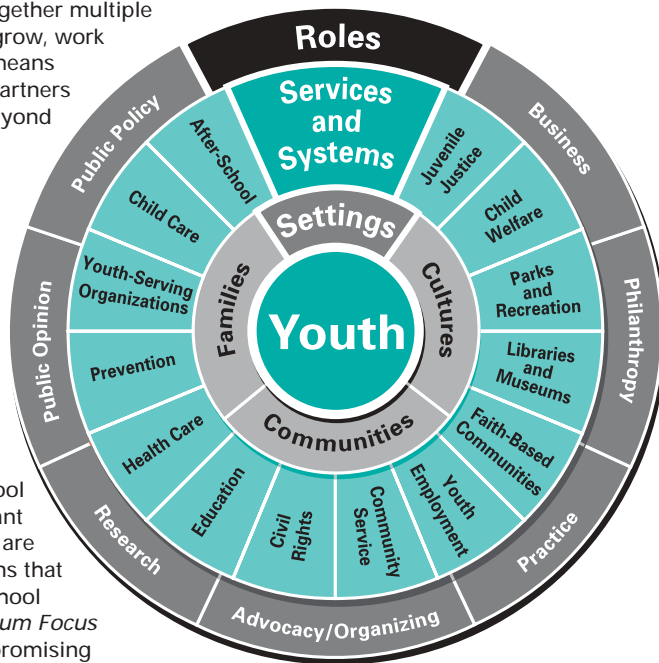 gether multiple
grow, work
neans
artners
yond
ool
ant
are
ns that
hool
um Focus
promising
Roles
Business
Philanthropy
Practice
Advocacy/Organizing
Research
Public Opinion
Public Policy
Services
and
Systems
Juvenile
Justice
Child
Welfare
Parks
and
Recreation
Libraries
and
Museums
Faith-Based
Communities
Youth
Employment
Community
Service
Civil
Rights
Education
Health Care
Prevention
Youth-Serving
Organizations
Child Care
After-School
Settings
Cultures
Communities
Families
Youth